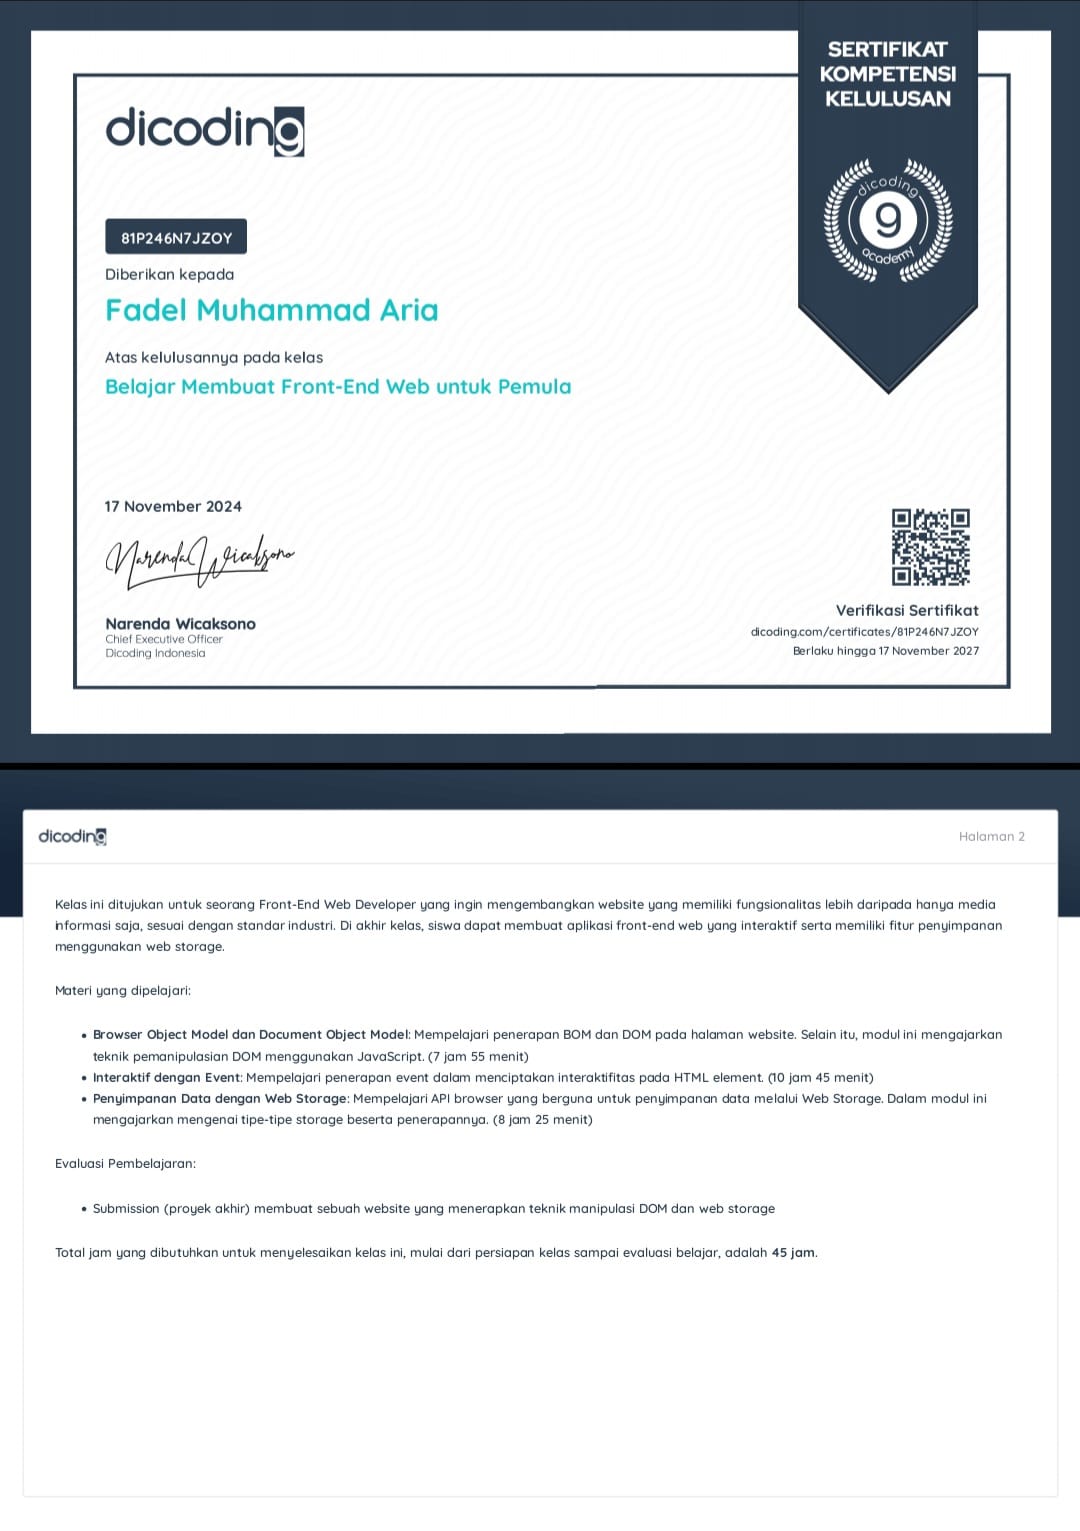 SERTIFIKAT
KOMPETENSI
KELULUSAN
dicoding
dicoding
9
academy
81P246N7JZOY
Diberikan kepada
Fadel Muhammad Aria
Atas kelulusannya pada kelas
Belajar Membuat Front-End Web untuk Pemula
17 November 2024
Narenda Wicaksono
Narenda Wicaksono
Chief Executive Officer
Dicoding Indonesia
Verifikasi Sertifikat
dicoding.com/certificates/81P246N7JZOY
Berlaku hingga 17 November 2027
dicoding
Halaman 2
Kelas ini ditujukan untuk seorang Front-End Web Developer yang ingin mengembangkan website yang memiliki fungsionalitas lebih daripada hanya media
informasi saja, sesuai dengan standar industri. Di akhir kelas, siswa dapat membuat aplikasi front-end web yang interaktif serta memiliki fitur penyimpanan
menggunakan web storage.
Materi yang dipelajari:
• Browser Object Model dan Document Object Model: Mempelajari penerapan BOM dan DOM pada halaman website. Selain itu, modul ini mengajarkan
teknik pemanipulasian DOM menggunakan JavaScript. (7 jam 55 menit)
• Interaktif dengan Event: Mempelajari penerapan event dalam menciptakan interaktifitas pada HTML element. (10 jam 45 menit)
• Penyimpanan Data dengan Web Storage: Mempelajari API browser yang berguna untuk penyimpanan data melalui Web Storage. Dalam modul ini
mengajarkan mengenai tipe-tipe storage beserta penerapannya. (8 jam 25 menit)
Evaluasi Pembelajaran:
• Submission (proyek akhir) membuat sebuah website yang menerapkan teknik manipulasi DOM dan web storage
Total jam yang dibutuhkan untuk menyelesaikan kelas ini, mulai dari persiapan kelas sampai evaluasi belajar, adalah 45 jam.